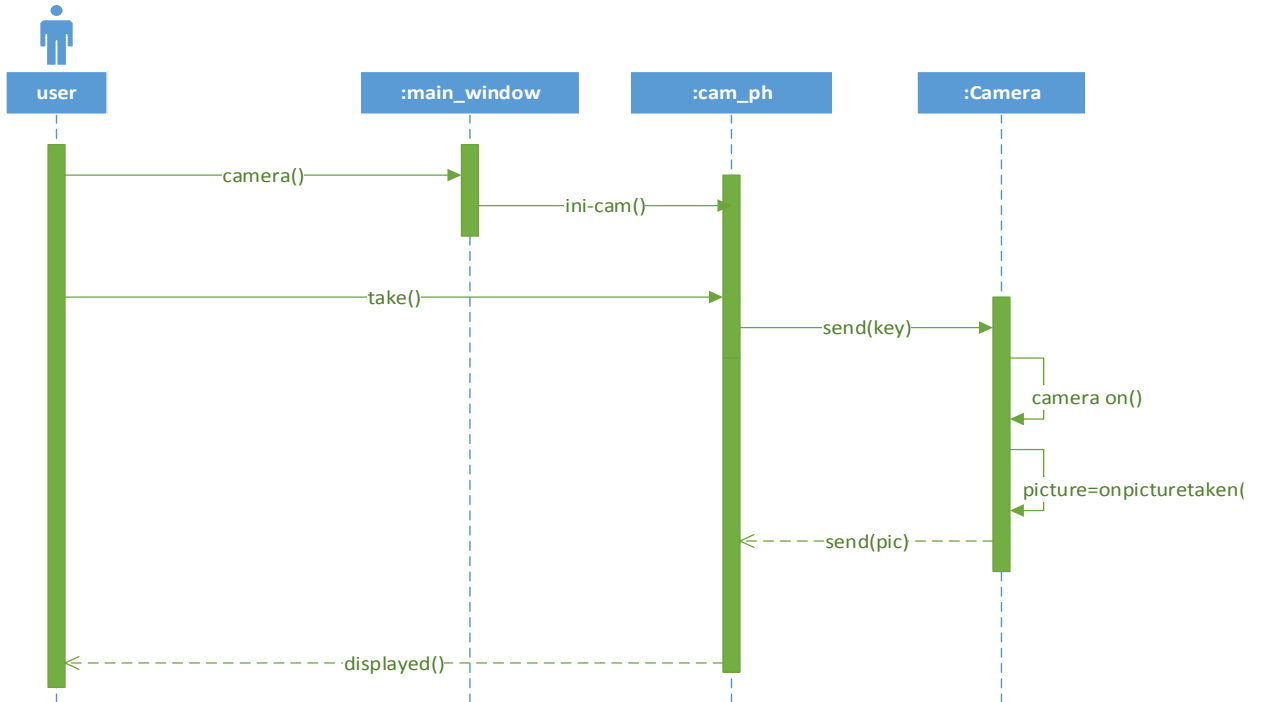 user
:main_window
:cam_ph
:Camera
camera()
ini-cam()
take()
send(key)
camera on()
picture=onpicturetaken(
send(pic)
displayed()